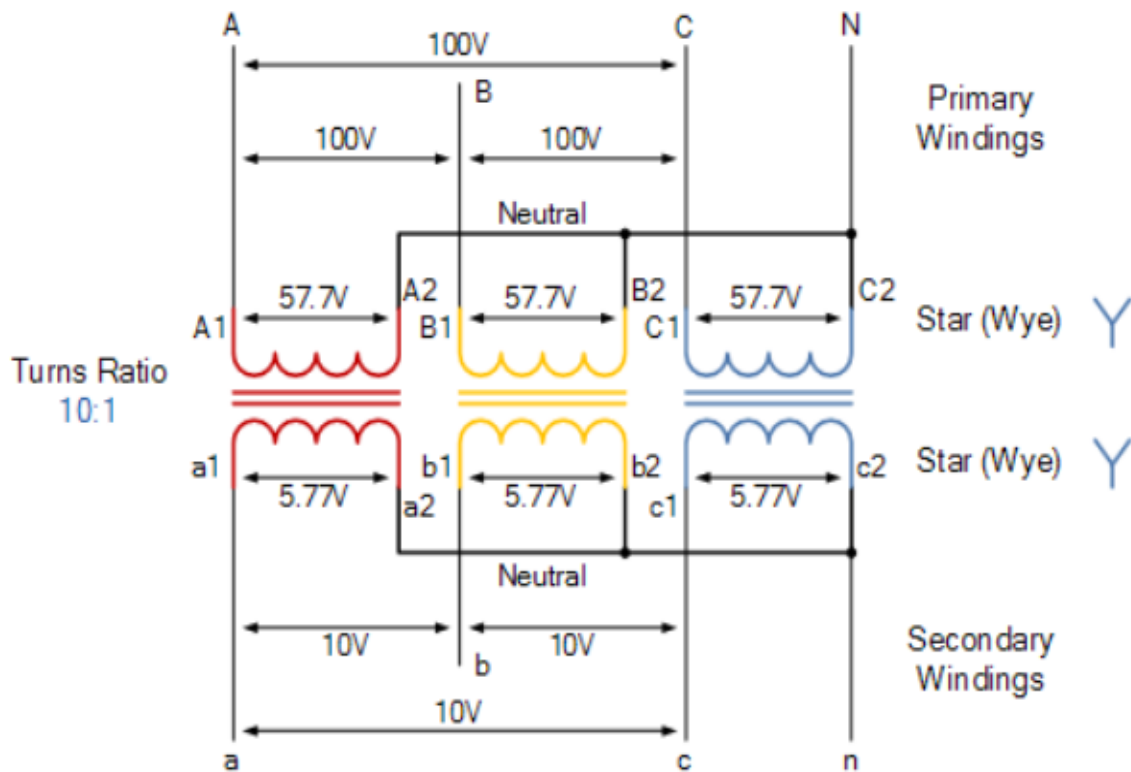 A
C
N
100V
B
Primary
Windings
100V
100V
Neutral
57.7V
A2
57.7V
B2
57.7V
C2
A1
B1
C1
Star (Wye)
Turns Ratio
10:1
a1
b1
b2
c2
Star (Wye)
5.77V
a2
5.77V
c1
5.77V
Neutral
10V
10V
Secondary
Windings
b
10V
a
c
n